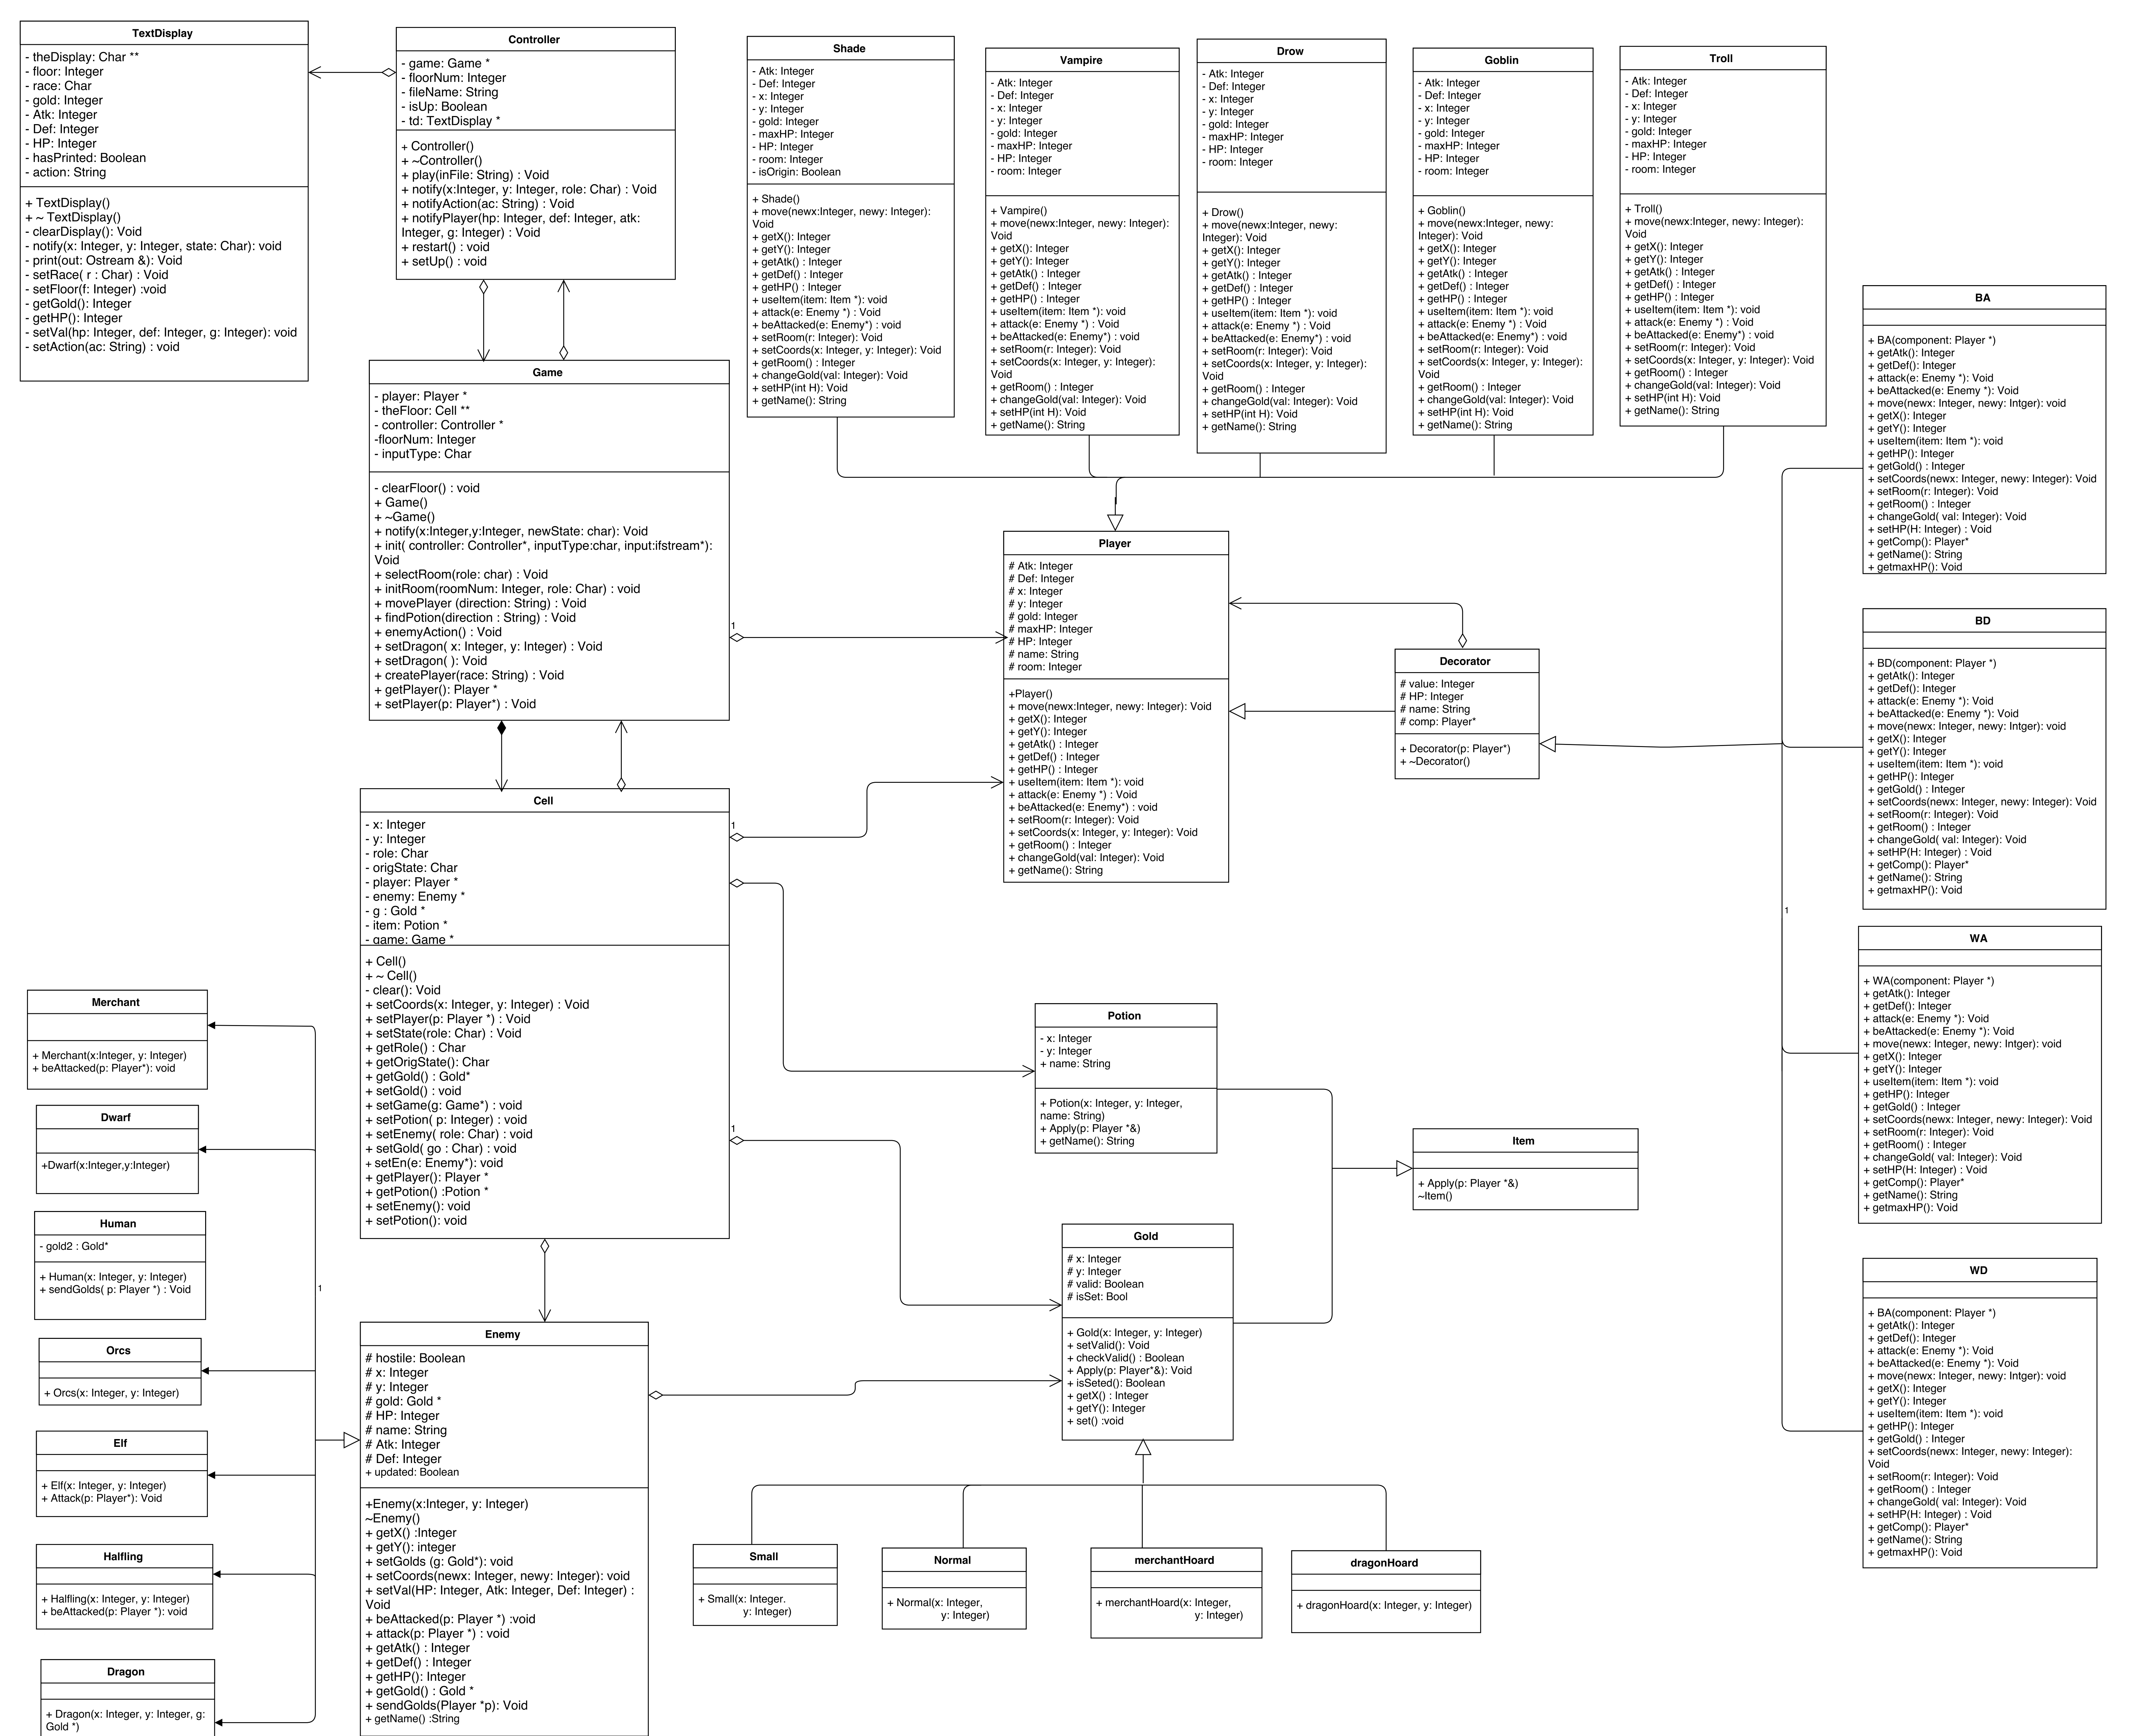 TextDisplay
- theDisplay: Char **
- floor: Integer
- race: Char
- gold: Integer
- Atk: Integer
- Def: Integer
- HP: Integer
- hasPrinted: Boolean
- action: String
+ TextDisplay()
+ ~ TextDisplay()
- clearDisplay(): Void
- notify(x: Integer, y: Integer, state: Char): void
- print(out: Ostream &): Void
- setRace( r : Char) : Void
- setFloor(f: Integer) :void
- getGold(): Integer
- getHP(): Integer
- setVal(hp: Integer, def: Integer, g: Integer): void
- setAction(ac: String) : void
Controller
- game: Game *
- floorNum: Integer
- fileName: String
- isUp: Boolean
- td: TextDisplay *
+ Controller()
+ ~Controller()
+ play(inFile: String) : Void
+ notify(x:Integer, y: Integer, role: Char) : Void
+ notifyAction(ac: String) : Void
+ notifyPlayer(hp: Integer, def: Integer, atk:
Integer, g: Integer) : Void
+ restart() : void
+ setUp() : void
Shade
- Atk: Integer
- Def: Integer
- x: Integer
- y: Integer
- gold: Integer
- maxHP: Integer
- HP: Integer
- room: Integer
- isOrigin: Boolean
+ Shade()
+ move(newx:Integer, newy: Integer):
Void
+ getX(): Integer
+ getY(): Integer
+ getAtk() : Integer
+ getDef() : Integer
+ getHP() : Integer
+ useItem(item: Item *): void
+ attack(e: Enemy *) : Void
+ beAttacked(e: Enemy*) : void
+ setRoom(r: Integer): Void
+ setCoords(x: Integer, y: Integer): Void
+ getRoom() : Integer
+ changeGold(val: Integer): Void
+ setHP(int H): Void
+ getName(): String
Vampire
- Atk: Integer
- Def: Integer
- x: Integer
- y: Integer
- gold: Integer
- maxHP: Integer
- HP: Integer
- room: Integer
+ Vampire()
+ move(newx:Integer, newy: Integer):
Void
+ getX(): Integer
+ getY(): Integer
+ getAtk() : Integer
+ getDef() : Integer
+ getHP() : Integer
+ useItem(item: Item *): void
+ attack(e: Enemy *) : Void
+ beAttacked(e: Enemy*) : void
+ setRoom(r: Integer): Void
+ setCoords(x: Integer, y: Integer):
Void
+ getRoom() : Integer
+ changeGold(val: Integer): Void
+ setHP(int H): Void
+ getName(): String
Drow
- Atk: Integer
- Def: Integer
- x: Integer
- y: Integer
- gold: Integer
- maxHP: Integer
- HP: Integer
- room: Integer
+ Drow()
+ move(newx:Integer, newy:
Integer): Void
+ getX(): Integer
+ getY(): Integer
+ getAtk() : Integer
+ getDef() : Integer
+ getHP() : Integer
+ useItem(item: Item *): void
+ attack(e: Enemy *) : Void
+ beAttacked(e: Enemy*) : void
+ setRoom(r: Integer): Void
+ setCoords(x: Integer, y: Integer):
Void
+ getRoom() : Integer
+ changeGold(val: Integer): Void
+ setHP(int H): Void
+ getName(): String
Goblin
- Atk: Integer
- Def: Integer
- x: Integer
- y: Integer
- gold: Integer
- maxHP: Integer
- HP: Integer
- room: Integer
+ Goblin()
+ move(newx:Integer, newy:
Integer): Void
+ getX(): Integer
+ getY(): Integer
+ getAtk() : Integer
+ getDef() : Integer
+ getHP() : Integer
+ useItem(item: Item *): void
+ attack(e: Enemy *) : Void
+ beAttacked(e: Enemy*) : void
+ setRoom(r: Integer): Void
+ setCoords(x: Integer, y: Integer):
Void
+ getRoom() : Integer
+ changeGold(val: Integer): Void
+ setHP(int H): Void
+ getName(): String
Troll
- Atk: Integer
- Def: Integer
- x: Integer
- y: Integer
- gold: Integer
- maxHP: Integer
- HP: Integer
- room: Integer
+ Troll()
+ move(newx:Integer, newy: Integer):
Void
+ getX(): Integer
+ getY(): Integer
+ getAtk() : Integer
+ getDef() : Integer
+ getHP() : Integer
+ useItem(item: Item *): void
+ attack(e: Enemy *) : Void
+ beAttacked(e: Enemy*) : void
+ setRoom(r: Integer): Void
+ setCoords(x: Integer, y: Integer): Void
+ getRoom() : Integer
+ changeGold(val: Integer): Void
+ setHP(int H): Void
+ getName(): String
BA
+ BA(component: Player *)
+ getAtk(): Integer
+ getDef(): Integer
+ attack(e: Enemy *): Void
+ beAttacked(e: Enemy *): Void
+ move(newx: Integer, newy: Intger): void
+ getX(): Integer
+ getY(): Integer
+ useItem(item: Item *): void
+ getHP(): Integer
+ getGold() : Integer
+ setCoords(newx: Integer, newy: Integer): Void
+ setRoom(r: Integer): Void
+ getRoom() : Integer
+ changeGold( val: Integer): Void
+ setHP(H: Integer) : Void
+ getComp(): Player*
+ getName(): String
+ getmaxHP(): Void
Game
- player: Player *
- theFloor: Cell **
- controller: Controller *
-floorNum: Integer
- inputType: Char
- clearFloor() : void
+ Game()
+ ~Game()
+ notify(x:Integer,y:Integer, newState: char): Void
+ init( controller: Controller*, inputType:char, input:ifstream*):
Void
+ selectRoom(role: char) : Void
+ initRoom(roomNum: Integer, role: Char) : void
+ movePlayer (direction: String) : Void
+ findPotion(direction : String) : Void
+ enemyAction() : Void
+ setDragon( x: Integer, y: Integer) : Void
+ setDragon( ): Void
+ createPlayer(race: String) : Void
+ getPlayer(): Player *
+ setPlayer(p: Player*) : Void
1
Player
# Atk: Integer
# Def: Integer
# x: Integer
# y: Integer
# gold: Integer
# maxHP: Integer
# HP: Integer
# name: String
# room: Integer
+Player()
+ move(newx:Integer, newy: Integer): Void
+ getX(): Integer
+ getY(): Integer
+ getAtk() : Integer
+ getDef() : Integer
+ getHP() : Integer
+ useItem(item: Item *): void
+ attack(e: Enemy *) : Void
+ beAttacked(e: Enemy*) : void
+ setRoom(r: Integer): Void
+ setCoords(x: Integer, y: Integer): Void
+ getRoom() : Integer
+ changeGold(val: Integer): Void
+ getName(): String
Decorator
# value: Integer
# HP: Integer
# name: String
# comp: Player*
+ Decorator(p: Player*)
+ ~Decorator()
BD
+ BD(component: Player *)
+ getAtk(): Integer
+ getDef(): Integer
+ attack(e: Enemy *): Void
+ beAttacked(e: Enemy *): Void
+ move(newx: Integer, newy: Intger): void
+ getX(): Integer
+ getY(): Integer
+ useItem(item: Item *): void
+ getHP(): Integer
+ getGold() : Integer
+ setCoords(newx: Integer, newy: Integer): Void
+ setRoom(r: Integer): Void
+ getRoom() : Integer
+ changeGold( val: Integer): Void
+ setHP(H: Integer) : Void
+ getComp(): Player*
+ getName(): String
+ getmaxHP(): Void
1
Cell
- x: Integer
- y: Integer
- role: Char
- origState: Char
- player: Player *
- enemy: Enemy *
- g : Gold *
- item: Potion *
- game: Game *
+ Cell()
+ ~ Cell()
- clear(): Void
+ setCoords(x: Integer, y: Integer) : Void
+ setPlayer(p: Player *) : Void
+ setState(role: Char) : Void
+ getRole() : Char
+ getOrigState(): Char
+ getGold() : Gold*
+ setGold() : void
+ setGame(g: Game*) : void
+ setPotion( p: Integer) : void
+ setEnemy( role: Char) : void
+ setGold( go : Char) : void
+ setEn(e: Enemy*): void
+ getPlayer(): Player *
+ getPotion() :Potion *
+ setEnemy(): void
+ setPotion(): void
1
1
WA
+ WA(component: Player *)
+ getAtk(): Integer
+ getDef(): Integer
+ attack(e: Enemy *): Void
+ beAttacked(e: Enemy *): Void
+ move(newx: Integer, newy: Intger): void
+ getX(): Integer
+ getY(): Integer
+ useItem(item: Item *): void
+ getHP(): Integer
+ getGold() : Integer
+ setCoords(newx: Integer, newy: Integer): Void
+ setRoom(r: Integer): Void
+ getRoom() : Integer
+ changeGold( val: Integer): Void
+ setHP(H: Integer) : Void
+ getComp(): Player*
+ getName(): String
+ getmaxHP(): Void
Merchant
+ Merchant(x:Integer, y: Integer)
+ beAttacked(p: Player*): void
Dwarf
+Dwarf(x:Integer,y:Integer)
Human
- gold2 : Gold*
+ Human(x: Integer, y: Integer)
+ sendGolds( p: Player *) : Void
1
Orcs
+ Orcs(x: Integer, y: Integer)
Elf
+ Elf(x: Integer, y: Integer)
+ Attack(p: Player*): Void
Halfling
+ Halfling(x: Integer, y: Integer)
+ beAttacked(p: Player *): void
Dragon
+ Dragon(x: Integer, y: Integer, g:
Gold *)
Potion
- x: Integer
- y: Integer
+ name: String
+ Potion(x: Integer, y: Integer,
name: String)
+ Apply(p: Player *&)
+ getName(): String
Item
+ Apply(p: Player *&)
~Item()
Gold
# x: Integer
# y: Integer
# valid: Boolean
# isSet: Bool
+ Gold(x: Integer, y: Integer)
+ setValid(): Void
+ checkValid() : Boolean
+ Apply(p: Player*&): Void
+ isSeted(): Boolean
+ getX() : Integer
+ getY(): Integer
+ set() :void
WD
+ BA(component: Player *)
+ getAtk(): Integer
+ getDef(): Integer
+ attack(e: Enemy *): Void
+ beAttacked(e: Enemy *): Void
+ move(newx: Integer, newy: Intger): void
+ getX(): Integer
+ getY(): Integer
+ useItem(item: Item *): void
+ getHP(): Integer
+ getGold() : Integer
+ setCoords(newx: Integer, newy: Integer):
Void
+ setRoom(r: Integer): Void
+ getRoom() : Integer
+ changeGold( val: Integer): Void
+ setHP(H: Integer) : Void
+ getComp(): Player*
+ getName(): String
+ getmaxHP(): Void
Enemy
# hostile: Boolean
# x: Integer
# y: Integer
# gold: Gold *
# HP: Integer
# name: String
# Atk: Integer
# Def: Integer
+ updated: Boolean
+Enemy(x:Integer, y: Integer)
~Enemy()
+ getX() :Integer
+ getY(): integer
+ setGolds (g: Gold*): void
+ setCoords(newx: Integer, newy: Integer): void
+ setVal(HP: Integer, Atk: Integer, Def: Integer) :
Void
+ beAttacked(p: Player *) :void
+ attack(p: Player *) : void
+ getAtk() : Integer
+ getDef() : Integer
+ getHP(): Integer
+ getGold() : Gold *
+ sendGolds(Player *p): Void
+ getName() :String
Small
+ Small(x: Integer.
y: Integer)
Normal
+ Normal(x: Integer,
y: Integer)
merchantHoard
+ merchantHoard(x: Integer,
y: Integer)
dragonHoard
+ dragonHoard(x: Integer, y: Integer)